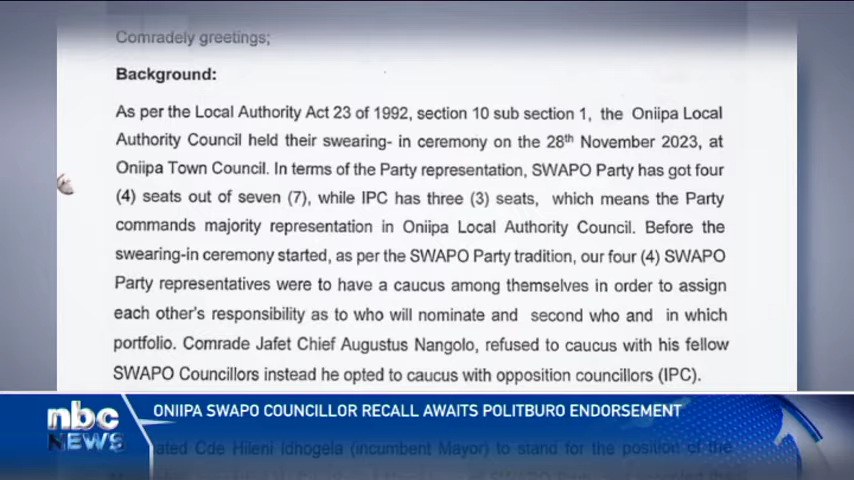 Comradely greetings;
Background:
As per the Local Authority Act 23 of 1992, section 10 sub section 1, the Oniipa Local
Authority Council held their swearing- in ceremony on the 28th November 2023, at
Oniipa Town Council. In terms of the Party representation, SWAPO Party has got four
(4) seats out of seven (7), while IPC has three (3) seats, which means the Party
commands majority representation in Oniipa Local Authority Council. Before the
swearing-in ceremony started, as per the SWAPO Party tradition, our four (4) SWAPO
Party representatives were to have a caucus among themselves in order to assign
each other's responsibility as to who will nominate and second who and in which
portfolio. Comrade Jafet Chief Augustus Nangolo, refused to caucus with his fellow
SWAPO Councillors instead he opted to caucus with opposition councillors (IPC).
nbc
NEWS
ONIIPA SWAPO COUNCILLOR RECALL AWAITS POLITBURO ENDORSEMENT
Cde Hileni Idhogela (incumbent Mayor) to stand for the position of the